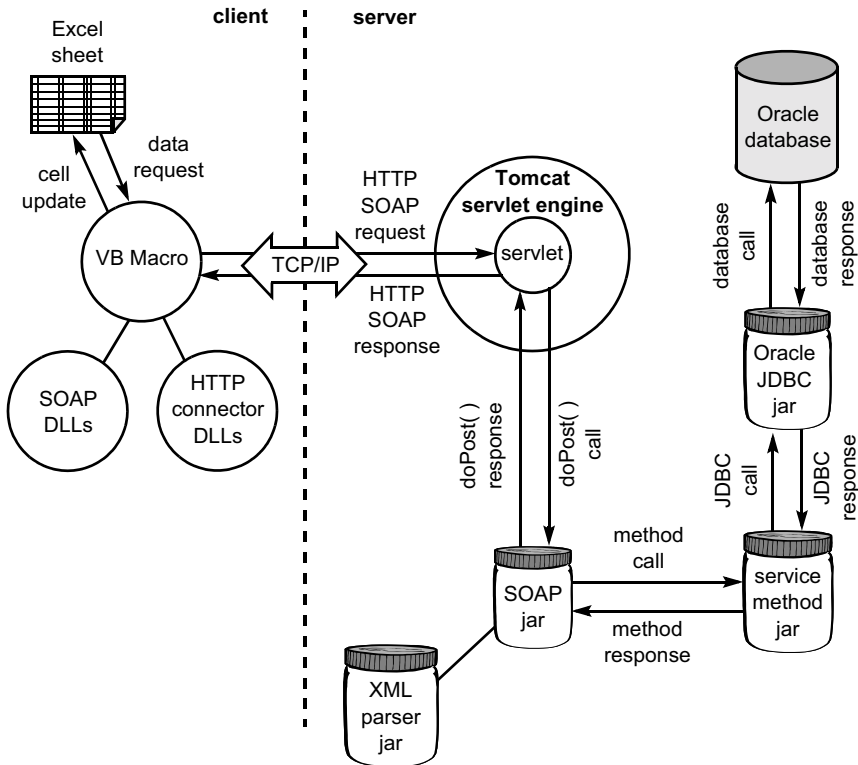 client
server
Excel
sheet
data
request
cell
update
VB Macro
SOAP
DLLs
HTTP
connector
DLLs
TCP/IP
HTTP
SOAP
request
HTTP
SOAP
response
Tomcat
servlet engine
servlet
doPost( )
response
doPost( )
call
SOAP
jar
XML
parser
jar
method
call
method
response
service
method
jar
JDBC
call
JDBC
response
Oracle
JDBC
jar
database
call
database
response
Oracle
database